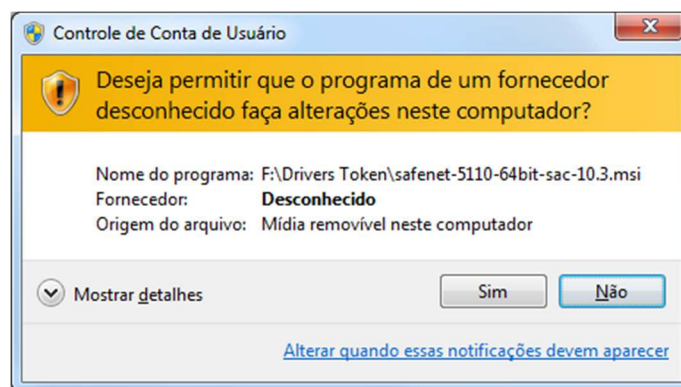 Controle de Conta de Usuário
Deseja permitir que o programa de um fornecedor
desconhecido faça alterações neste computador?
Nome do programa: F:\Drivers Token\safenet-5110-64bit-sac-10.3.msi
Fornecedor: Desconhecido
Origem do arquivo: Mídia removível neste computador
Mostrar detalhes
Sim
Não
Alterar quando essas notificações devem aparecer